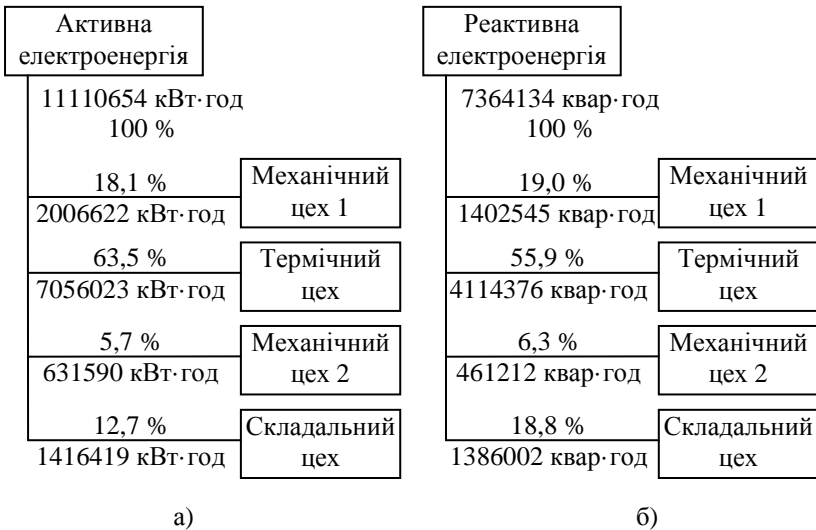 Активна
електроенергія
11110654 кВт·год
100 %
18,1 %
Механічний
цех 1
2006622 кВт·год
63,5 %
Термічний
цех
7056023 кВт·год
5,7 %
Механічний
цех 2
631590 кВт·год
12,7 %
Складальний
цех
1416419 кВт·год
а)
Реактивна
електроенергія
7364134 квар·год
100 %
19,0 %
Механічний
цех 1
1402545 квар·год
55,9 %
Термічний
цех
4114376 квар·год
6,3 %
Механічний
цех 2
461212 квар·год
18,8 %
Складальний
цех
1386002 квар·год
б)